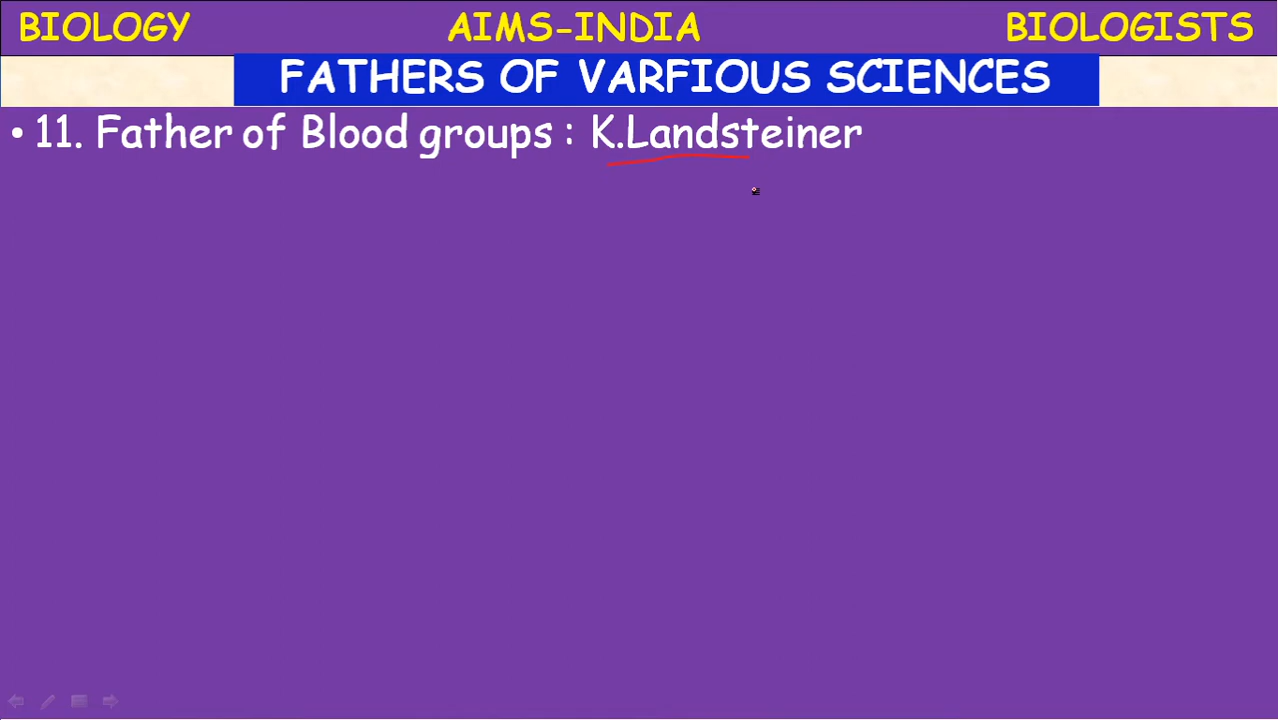 BIOLOGY AIMS-INDIA BIOLOGISTS
FATHERS OF VARFIOUS SCIENCES
• 11. Father of Blood groups : K.Landsteiner